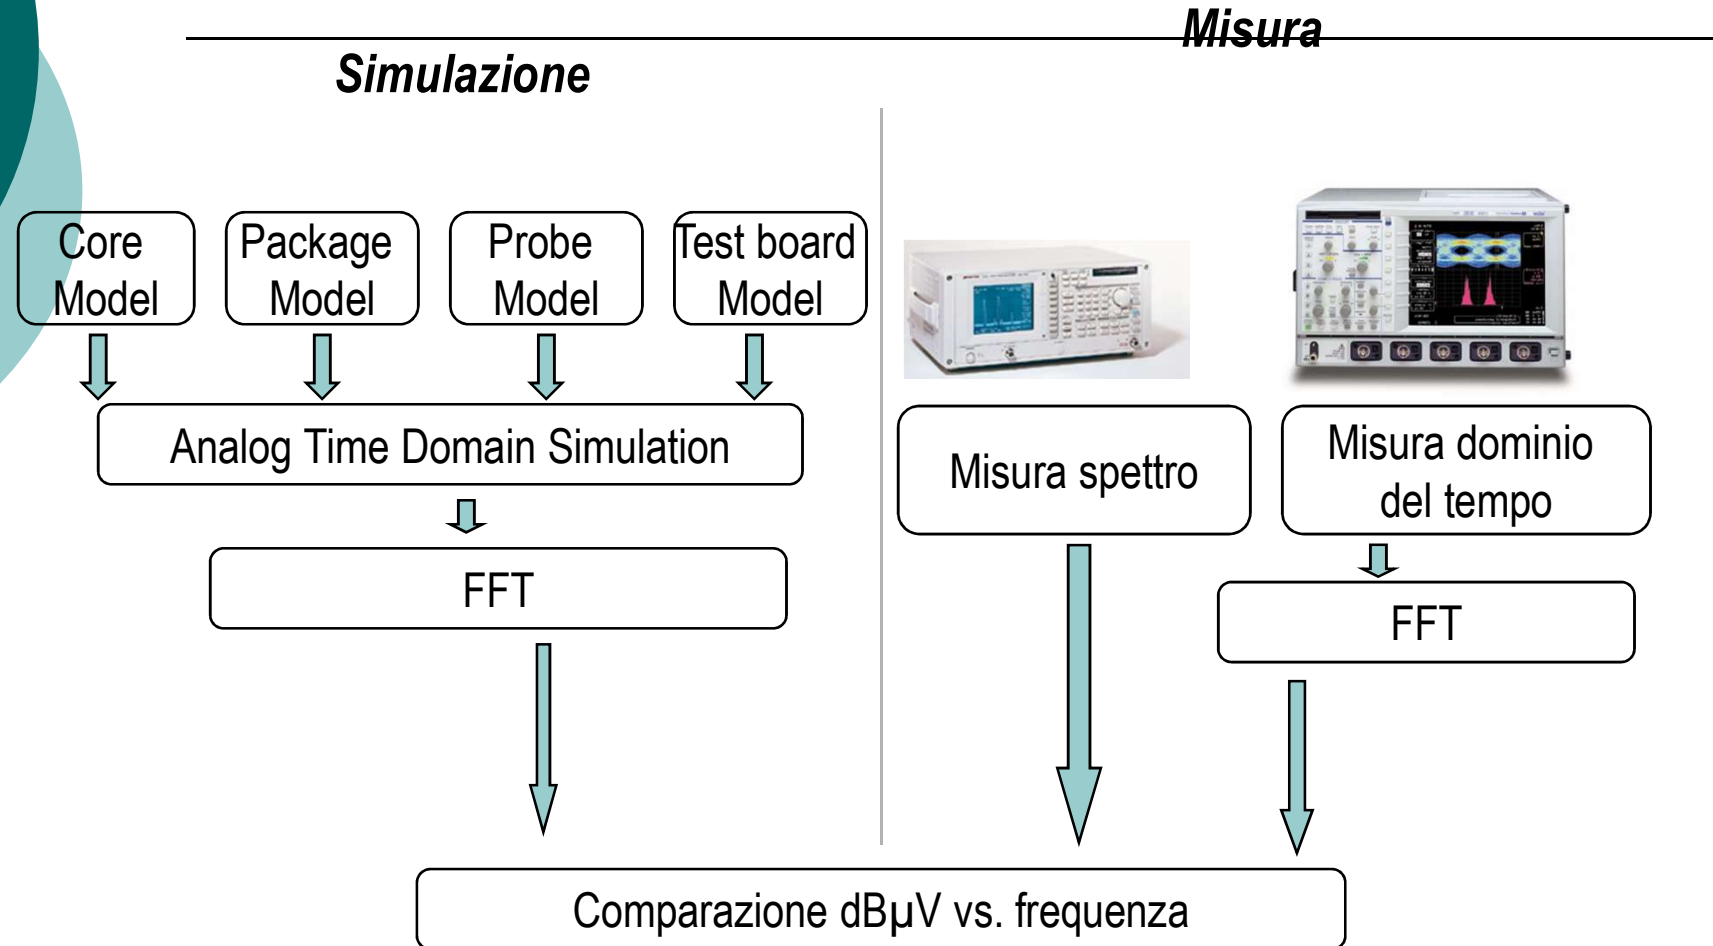 Misura
Simulazione
Core
Model
Package
Model
Probe
Model
Test board
Model
Analog Time Domain Simulation
FFT
Misura spettro
Misura dominio
del tempo
FFT
Comparazione dBµV vs. frequenza